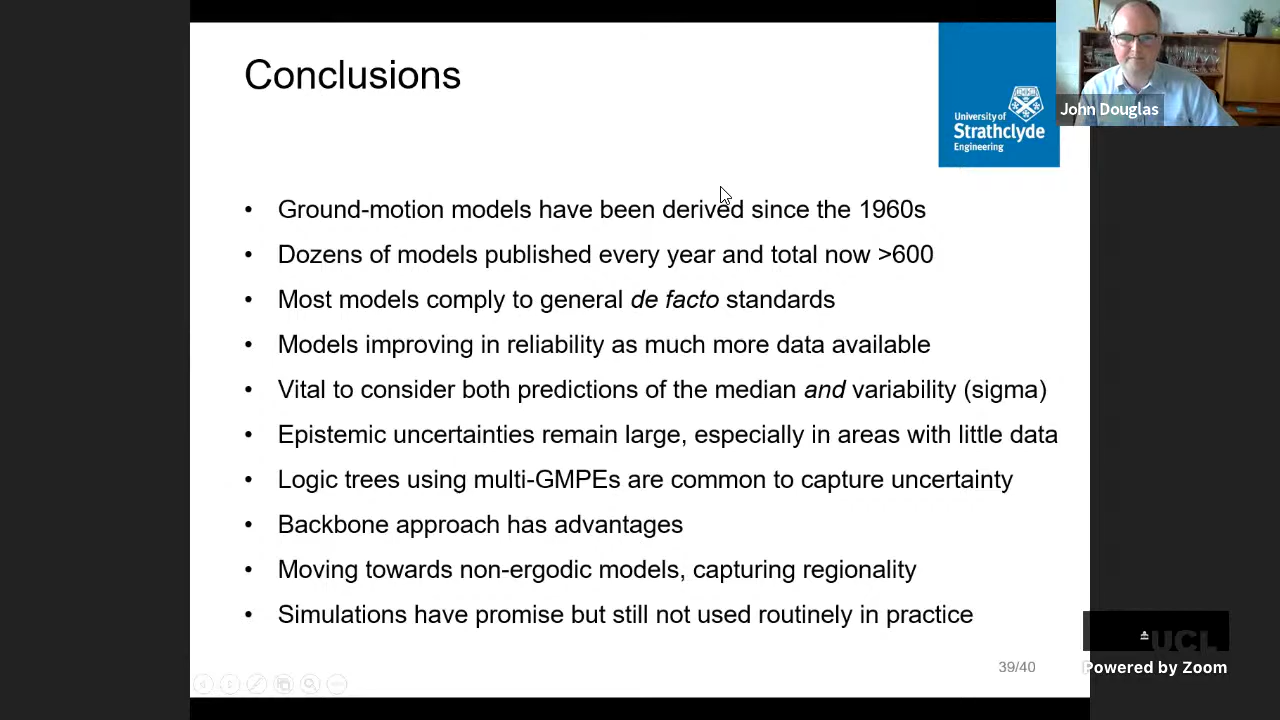 Conclusions
University of
Strathclyde
Engineering
John Douglas
• Ground-motion models have been derived since the 1960s
• Dozens of models published every year and total now >600
• Most models comply to general de facto standards
• Models improving in reliability as much more data available
• Vital to consider both predictions of the median and variability (sigma)
• Epistemic uncertainties remain large, especially in areas with little data
• Logic trees using multi-GMPEs are common to capture uncertainty
• Backbone approach has advantages
• Moving towards non-ergodic models, capturing regionality
• Simulations have promise but still not used routinely in practice
39/40
UCL
Powered by Zoom